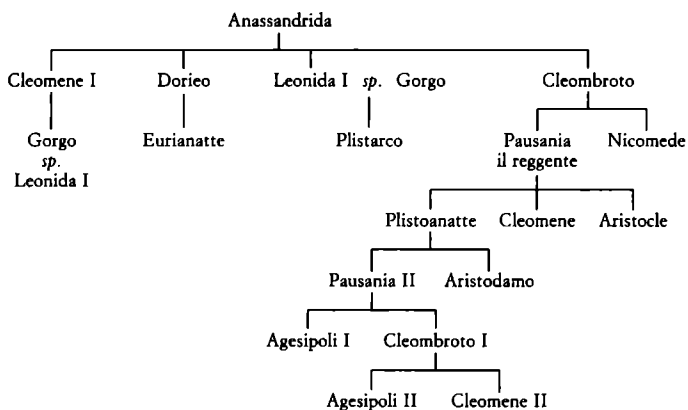 Anassandrida
Cleomene I Dorieo Leonida I sp. Gorgo Cleombroto
Gorgo Eurianatte Plistarco Pausania Nicomede
sp. il reggente
Leonida I
Plistoanatte Cleomene Aristocle
Pausania II Aristodamo
Agesipoli I Cleombroto I
Agesipoli II Cleomene II